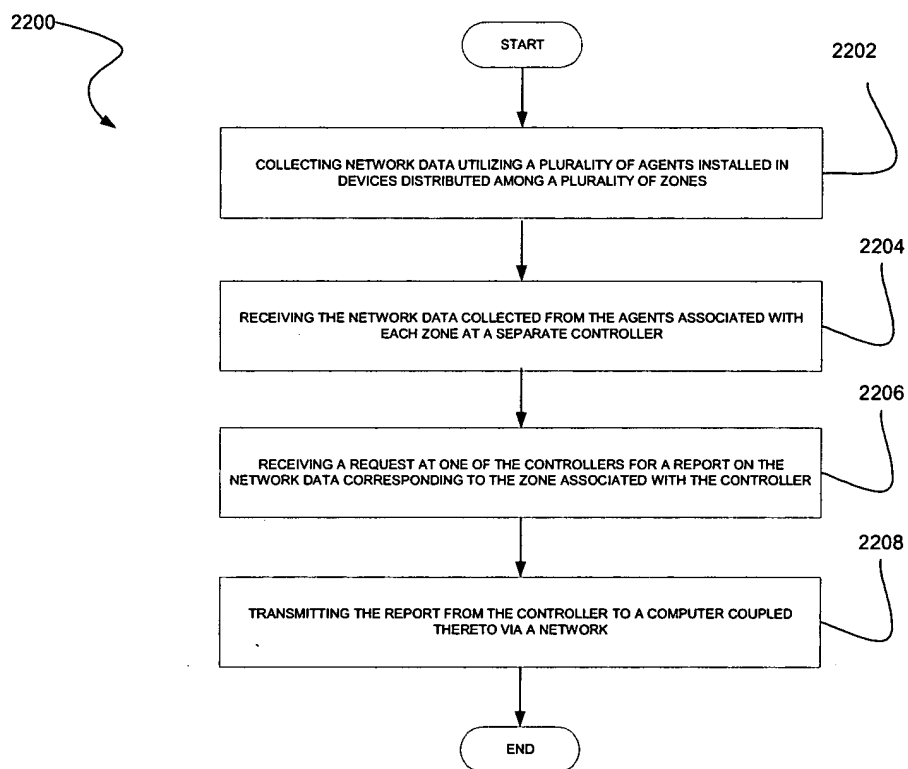 2200
START
2202
COLLECTING NETWORK DATA UTILIZING A PLURALITY OF AGENTS INSTALLED IN
DEVICES DISTRIBUTED AMONG A PLURALITY OF ZONES
2204
RECEIVING THE NETWORK DATA COLLECTED FROM THE AGENTS ASSOCIATED WITH
EACH ZONE AT A SEPARATE CONTROLLER
2206
RECEIVING A REQUEST AT ONE OF THE CONTROLLERS FOR A REPORT ON THE
NETWORK DATA CORRESPONDING TO THE ZONE ASSOCIATED WITH THE CONTROLLER
2208
TRANSMITTING THE REPORT FROM THE CONTROLLER TO A COMPUTER COUPLED
THERETO VIA A NETWORK
END